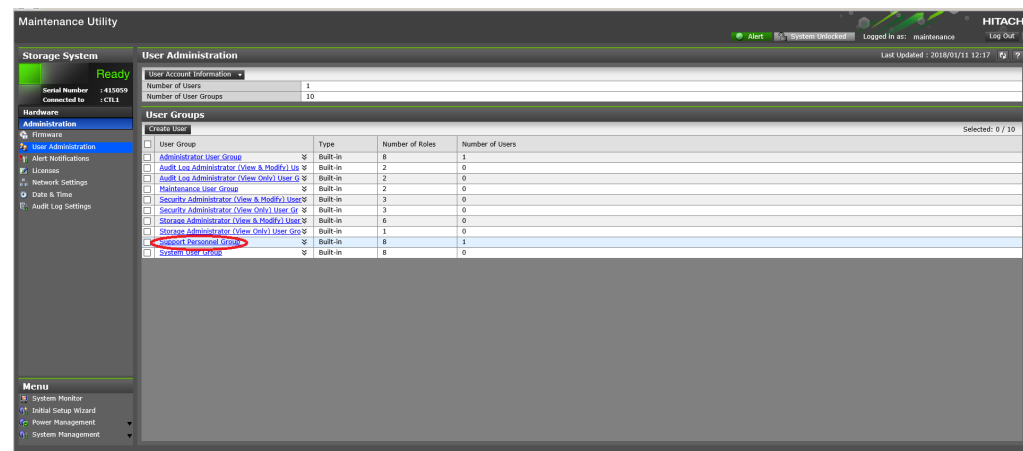 Maintenance Utility
HITACH
Alert System Unlocked Logged in as: maintenance Log Out
Storage System
Ready
Serial Number : 415059
Connected to : CTL1
Hardware
Administration
Firmware
User Administration
Alert Notifications
Licenses
Network Settings
Date & Time
Audit Log Settings
Menu
System Monitor
Initial Setup Wizard
Power Management
System Management
User Administration Last Updated : 2018/01/11 12:17 ?
User Account Information
Number of Users 1
Number of User Groups 10
User Groups
Create User Selected: 0 / 10
User Group Type Number of Roles Number of Users
Administrator User Group Built-in 8 1
Audit Log Administrator (View & Modify) Us Built-in 2 0
Audit Log Administrator (View Only) User G Built-in 2 0
Maintenance User Group Built-in 2 0
Security Administrator (View & Modify) User Built-in 3 0
Security Administrator (View Only) User Gr Built-in 3 0
Storage Administrator (View & Modify) User Built-in 6 0
Storage Administrator (View Only) User Gro Built-in 1 0
Support Personnel Group Built-in 8 1
System User Group Built-in 8 0